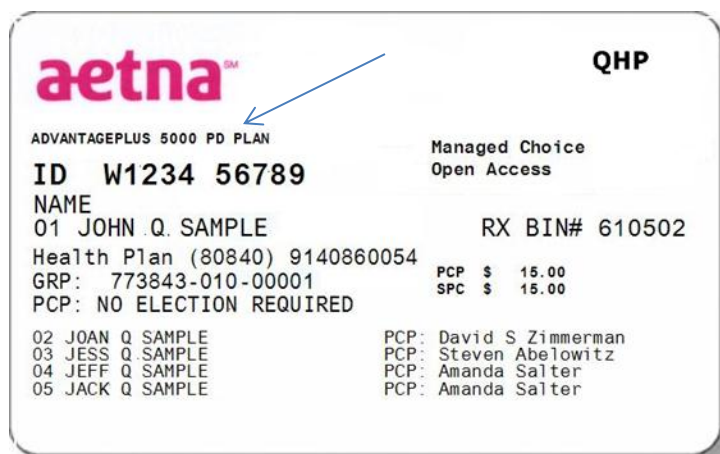 aetna℠
QHP
ADVANTAGEPLUS 5000 PD PLAN
Managed Choice
Open Access
ID W1234 56789
NAME
01 JOHN Q. SAMPLE
RX BIN# 610502
Health Plan (80840) 9140860054
GRP: 773843-010-00001
PCP: NO ELECTION REQUIRED
PCP $ 15.00
SPC $ 15.00
02 JOAN Q SAMPLE PCP: David S Zimmerman
03 JESS Q SAMPLE PCP: Steven Abelowitz
04 JEFF Q SAMPLE PCP: Amanda Salter
05 JACK Q SAMPLE PCP: Amanda Salter